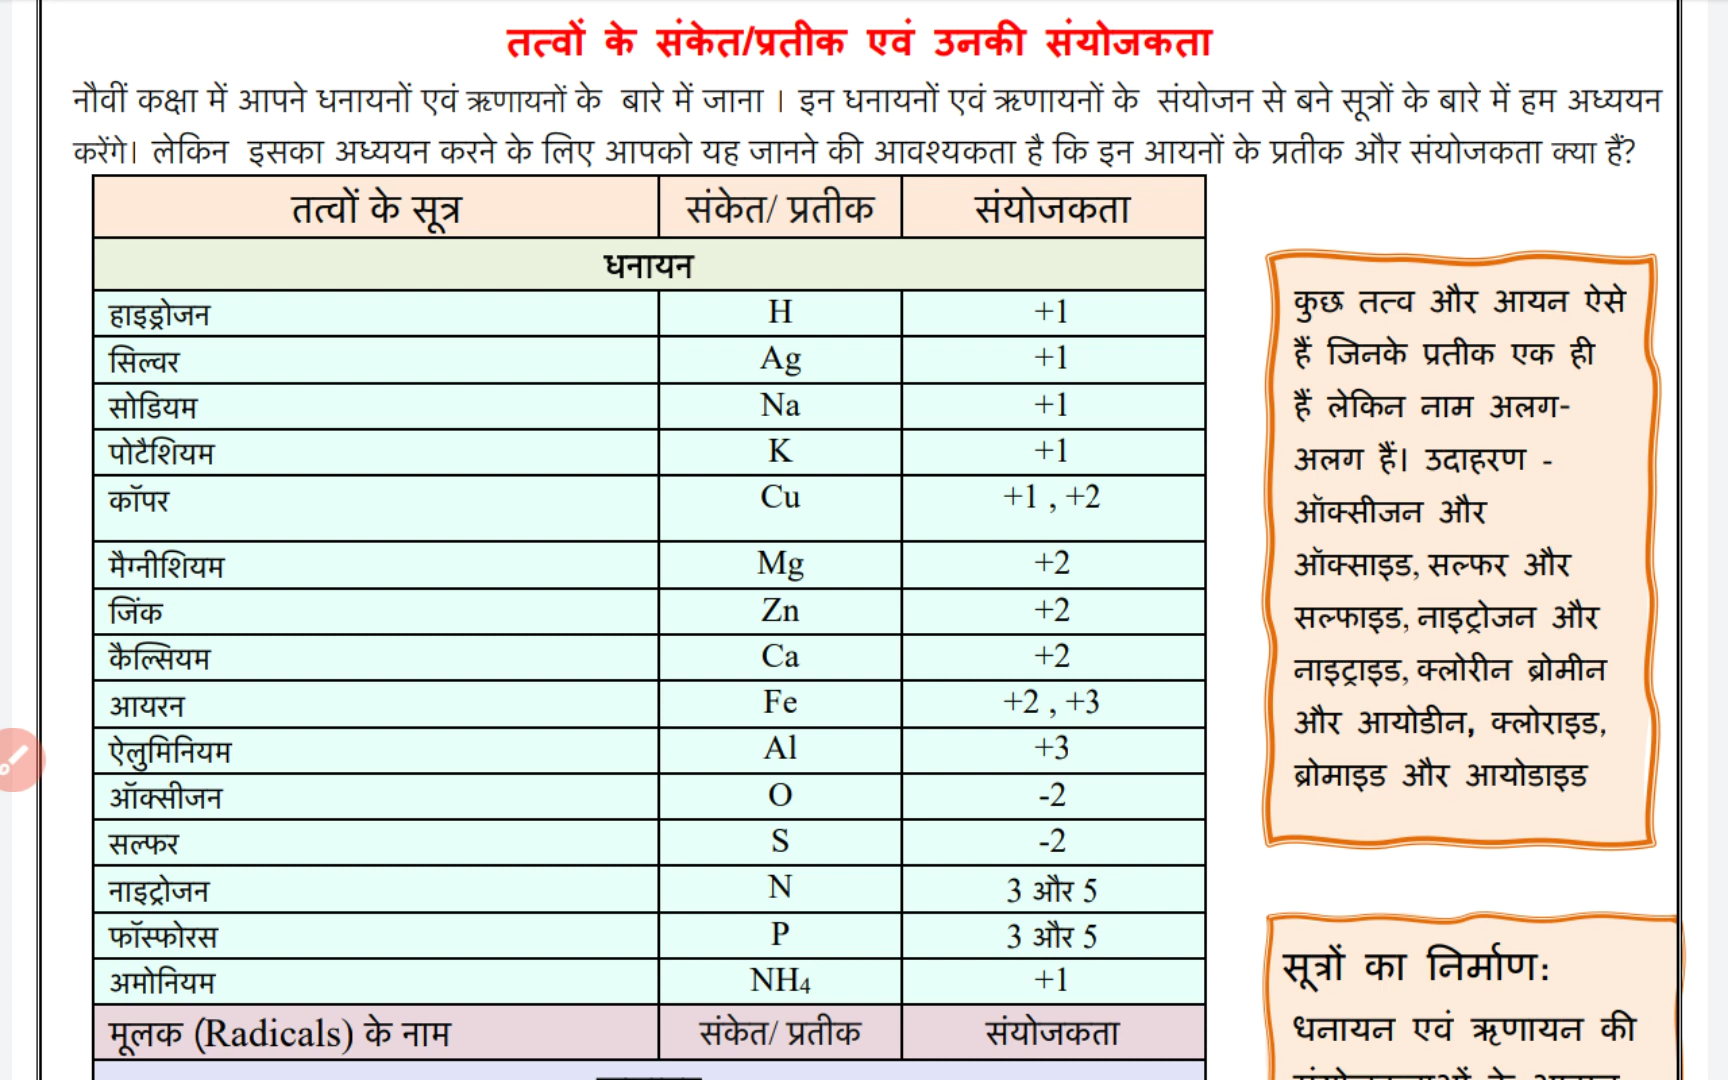 तत्वों के संकेत/प्रतीक एवं उनकी संयोजकता
नौवीं कक्षा में आपने धनायनों एवं ऋणायनों के बारे में जाना । इन धनायनों एवं ऋणायनों के संयोजन से बने सूत्रों के बारे में हम अध्ययन
करेंगे। लेकिन इसका अध्ययन करने के लिए आपको यह जानने की आवश्यकता है कि इन आयनों के प्रतीक और संयोजकता क्या हैं?
तत्वों के सूत्र संकेत/ प्रतीक संयोजकता
धनायन
हाइड्रोजन H +1
सिल्वर Ag +1
सोडियम Na +1
पोटैशियम K +1
कॉपर Cu +1 , +2
मैग्नीशियम Mg +2
जिंक Zn +2
कैल्सियम Ca +2
आयरन Fe +2 , +3
ऐलुमिनियम Al +3
ऑक्सीजन O -2
सल्फर S -2
नाइट्रोजन N 3 और 5
फॉस्फोरस P 3 और 5
अमोनियम NH₄ +1
मूलक (Radicals) के नाम संकेत/ प्रतीक संयोजकता
कुछ तत्व और आयन ऐसे
हैं जिनके प्रतीक एक ही
हैं लेकिन नाम अलग-
अलग हैं। उदाहरण -
ऑक्सीजन और
ऑक्साइड, सल्फर और
सल्फाइड, नाइट्रोजन और
नाइट्राइड, क्लोरीन ब्रोमीन
और आयोडीन, क्लोराइड,
ब्रोमाइड और आयोडाइड
सूत्रों का निर्माण:
धनायन एवं ऋणायन की